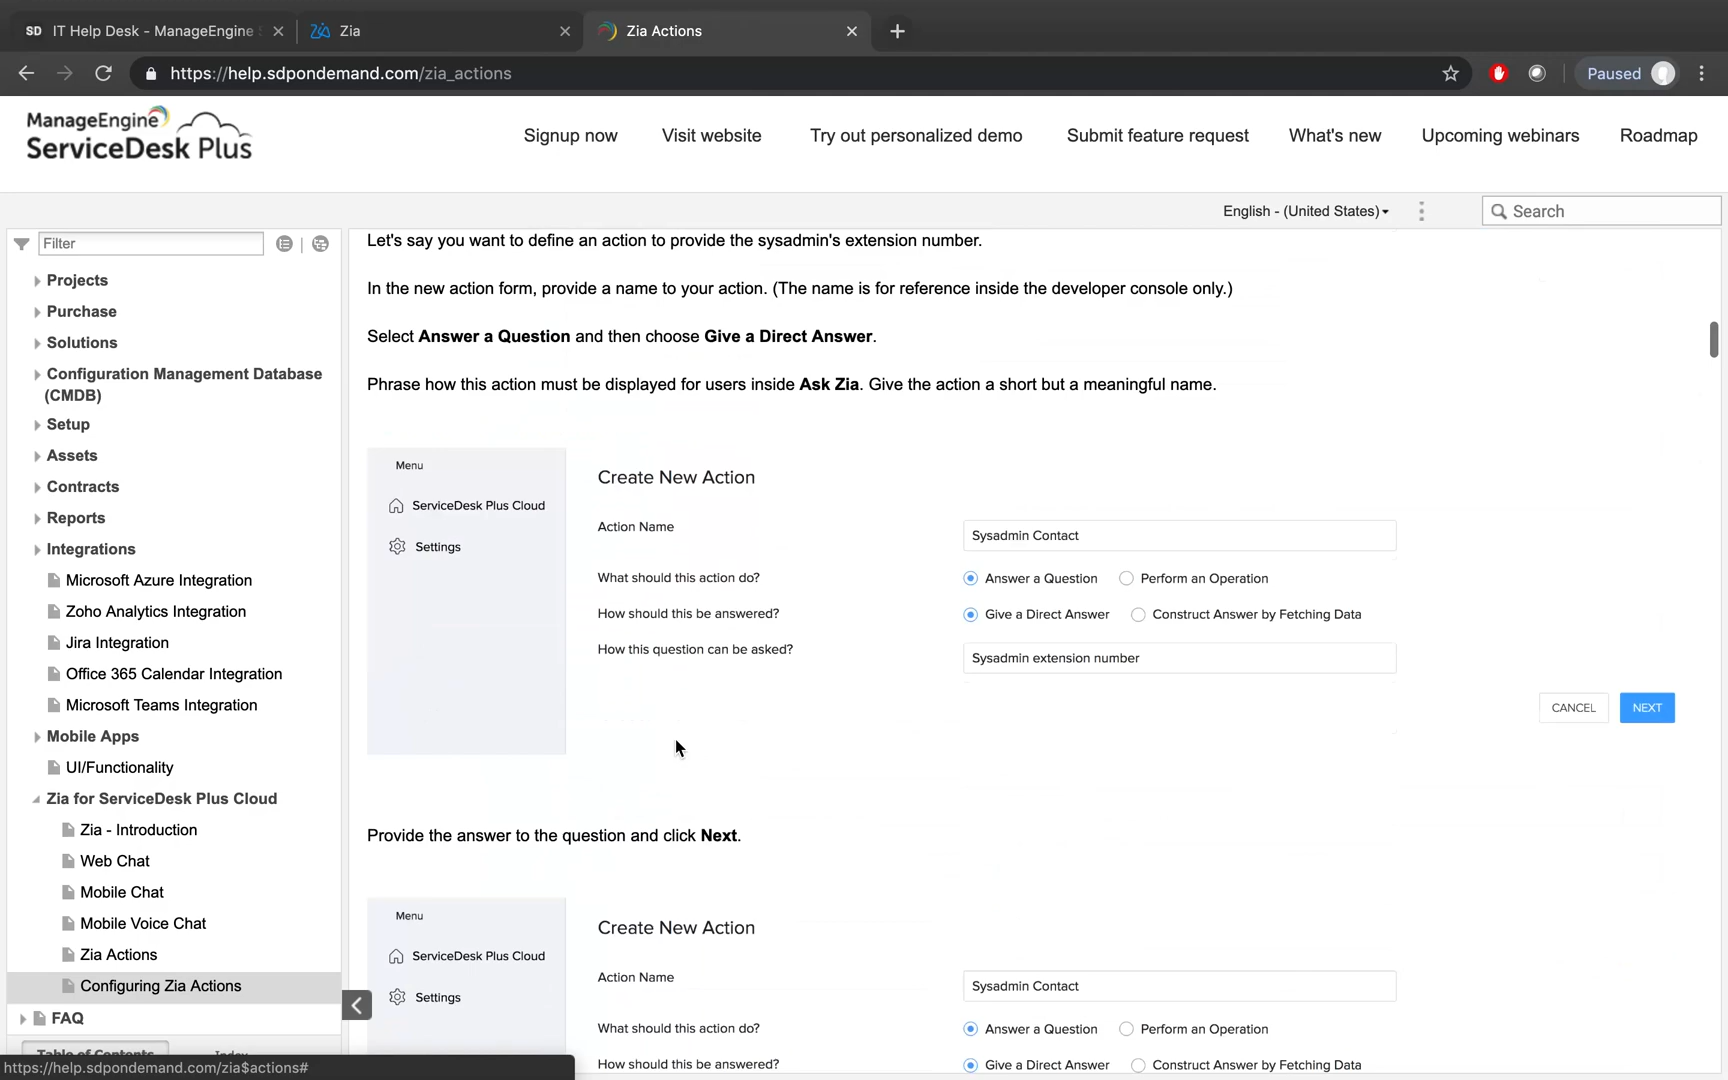 SD IT Help Desk - ManageEngine
Zia
Zia Actions
https://help.sdpondemand.com/zia_actions
Paused
ManageEngine
ServiceDesk Plus
Signup now
Visit website
Try out personalized demo
Submit feature request
What's new
Upcoming webinars
Roadmap
English - (United States)
Search
Filter
Projects
Purchase
Solutions
Configuration Management Database
(CMDB)
Setup
Assets
Contracts
Reports
Integrations
Microsoft Azure Integration
Zoho Analytics Integration
Jira Integration
Office 365 Calendar Integration
Microsoft Teams Integration
Mobile Apps
UI/Functionality
Zia for ServiceDesk Plus Cloud
Zia - Introduction
Web Chat
Mobile Chat
Mobile Voice Chat
Zia Actions
Configuring Zia Actions
FAQ
Table of Contents
Index
https://help.sdpondemand.com/zia$actions#
Let's say you want to define an action to provide the sysadmin's extension number.
In the new action form, provide a name to your action. (The name is for reference inside the developer console only.)
Select Answer a Question and then choose Give a Direct Answer.
Phrase how this action must be displayed for users inside Ask Zia. Give the action a short but a meaningful name.
Menu
ServiceDesk Plus Cloud
Settings
Create New Action
Action Name
Sysadmin Contact
What should this action do?
Answer a Question
Perform an Operation
How should this be answered?
Give a Direct Answer
Construct Answer by Fetching Data
How this question can be asked?
Sysadmin extension number
CANCEL
NEXT
Provide the answer to the question and click Next.
Menu
ServiceDesk Plus Cloud
Settings
Create New Action
Action Name
Sysadmin Contact
What should this action do?
Answer a Question
Perform an Operation
How should this be answered?
Give a Direct Answer
Construct Answer by Fetching Data